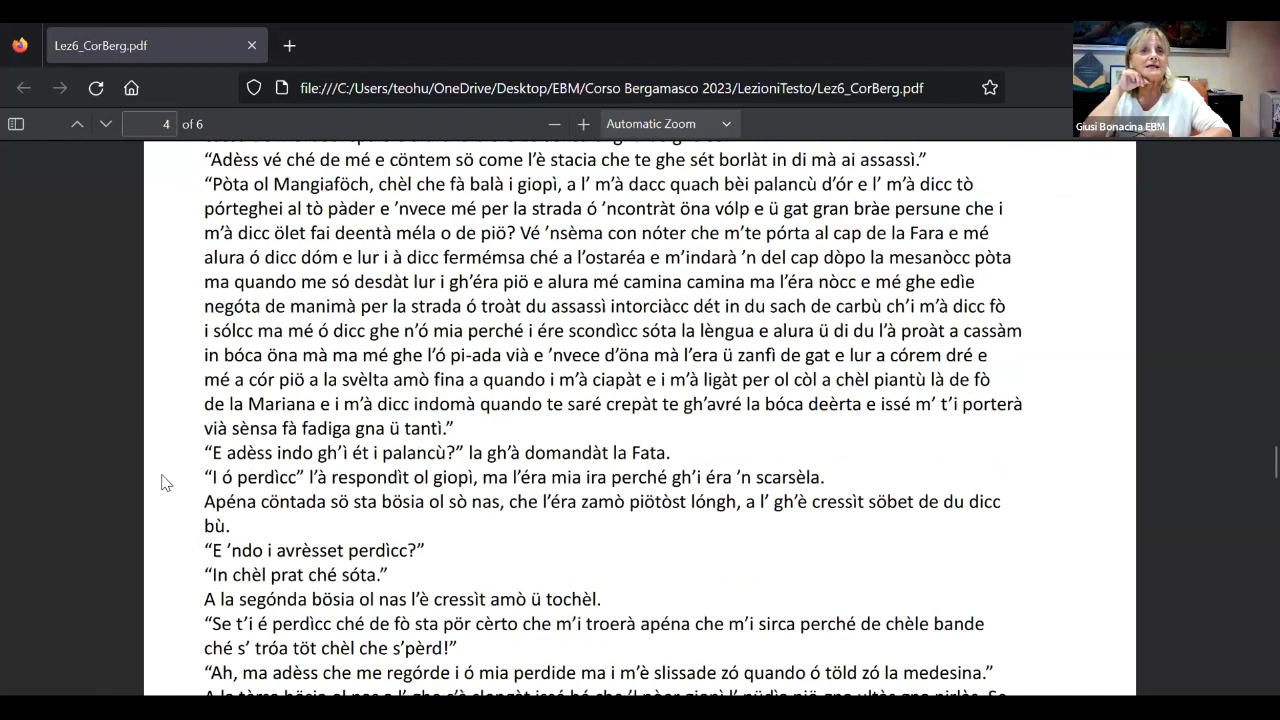 Lez6_CorBerg.pdf
file:///C:/Users/teohu/OneDrive/Desktop/EBM/Corso Bergamasco 2023/LezioniTesto/Lez6_CorBerg.pdf
4 of 6
Automatic Zoom
Giusi Bonacina EBM
“Adèss vé ché de mé e cöntem sö come l’è stacia che te ghe sét borlàt in di mà ai assassì.”
“Pòta ol Mangiaföch, chèl che fà balà i giopì, a l’ m’à dacc quach bèi palancù d’ór e l’ m’à dicc tò
pórteghei al tò pàder e ’nvece mé per la strada ó ’ncontràt öna vólp e ü gat gran bràe persune che i
m’à dicc ölet fai deentà méla o de piö? Vé ’nsèma con nóter che m’te pórta al cap de la Fara e mé
alura ó dicc dóm e lur i à dicc fermémsa ché a l’ostaréa e m’indarà ’n del cap dòpo la mesanòcc pòta
ma quando me só desdàt lur i gh’éra piö e alura mé camina camina ma l’éra nòcc e mé ghe edìe
negóta de manimà per la strada ó troàt du assassì intorciàcc dét in du sach de carbù ch’i m’à dicc fò
i sólcc ma mé ó dicc ghe n’ó mia perché i ére scondìcc sóta la lèngua e alura ü di du l’à proàt a cassàm
in bóca öna mà ma mé ghe l’ó pi-ada vià e ’nvece d’öna mà l’era ü zanfì de gat e lur a córem dré e
mé a cór piö a la svèlta amò fina a quando i m’à ciapàt e i m’à ligàt per ol còl a chèl piantù là de fò
de la Mariana e i m’à dicc indomà quando te saré crepàt te gh’avré la bóca deèrta e issé m’ t’i porterà
vià sènsa fà fadiga gna ü tantì.”
“E adèss indo gh’ì ét i palancù?” la gh’à domandàt la Fata.
“I ó perdìcc” l’à respondìt ol giopì, ma l’éra mia ira perché gh’i éra ’n scarsèla.
Apéna cöntada sö sta bösia ol sò nas, che l’éra zamò piötòst lóngh, a l’ gh’è cressìt söbet de du dicc
bù.
“E ’ndo i avrèsset perdìcc?”
“In chèl prat ché sóta.”
A la segónda bösia ol nas l’è cressìt amò ü tochèl.
“Se t’i é perdìcc ché de fò sta pör cèrto che m’i troerà apéna che m’i sirca perché de chèle bande
ché s’ tróa töt chèl che s’pèrd!”
“Ah, ma adèss che me regórde i ó mia perdide ma i m’è slissade zó quando ó töld zó la medesina.”